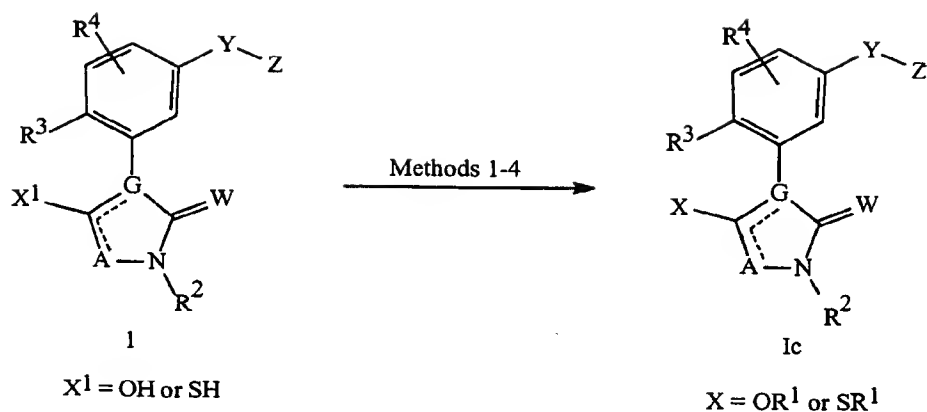 R⁴
Y
Z
R³
G
X¹
W
A
N
R²
1
X¹ = OH or SH
Methods 1-4
R⁴
Y
Z
R³
G
X
W
A
N
R²
Ic
X = OR¹ or SR¹